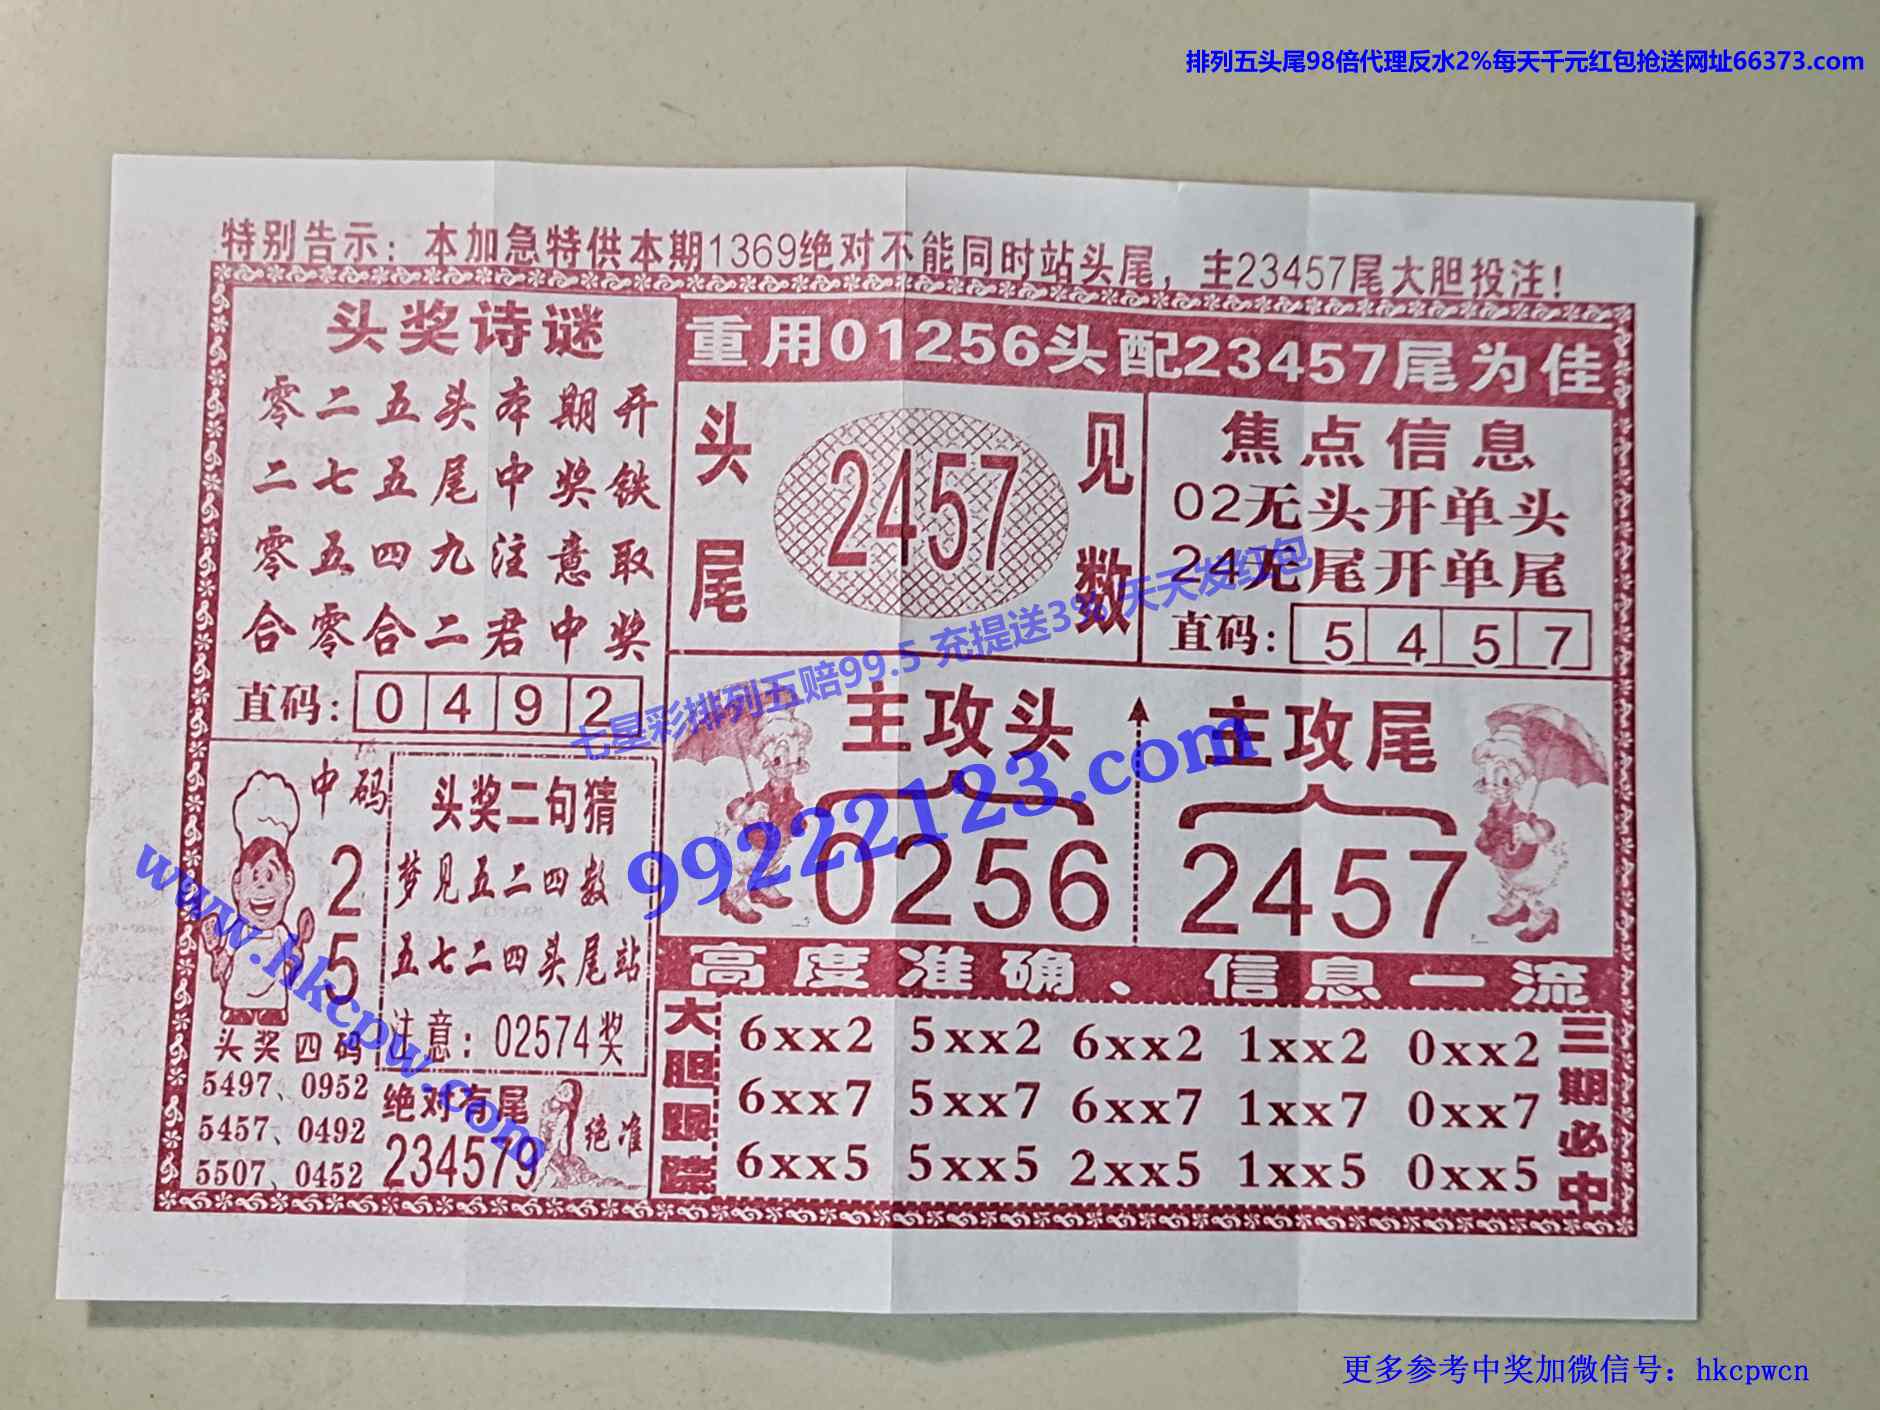 排列五头尾98倍代理反水2%每天千元红包抢送网址66373.com
特别告示：本加急特供本期1369绝对不能同时站头尾，主23457尾大胆投注！
头奖诗谜
零二五头本期开
二七五尾中奖铁
零五四九注意取
合零合二君中奖
直码：0492
重用01256头配23457尾为佳
头尾
2457
见数
焦点信息
02无头开单头
24无尾开单尾
直码：5457
七星彩排列五赔99.5 充提送3% 天天发红包
99222123.com
主攻头
0256
主攻尾
2457
中码
2
5
头奖四码
5497、0952
5457、0492
5507、0452
头奖二句猜
梦见五二四数
五七二四头尾站
注意：02574奖
绝对有尾
234579
绝准
www.hkcpw.com
高度准确、信息一流
大胆跟踪
6xx2 5xx2 6xx2 1xx2 0xx2
6xx7 5xx7 6xx7 1xx7 0xx7
6xx5 5xx5 2xx5 1xx5 0xx5
三期必中
更多参考中奖加微信号：hkcpwcn